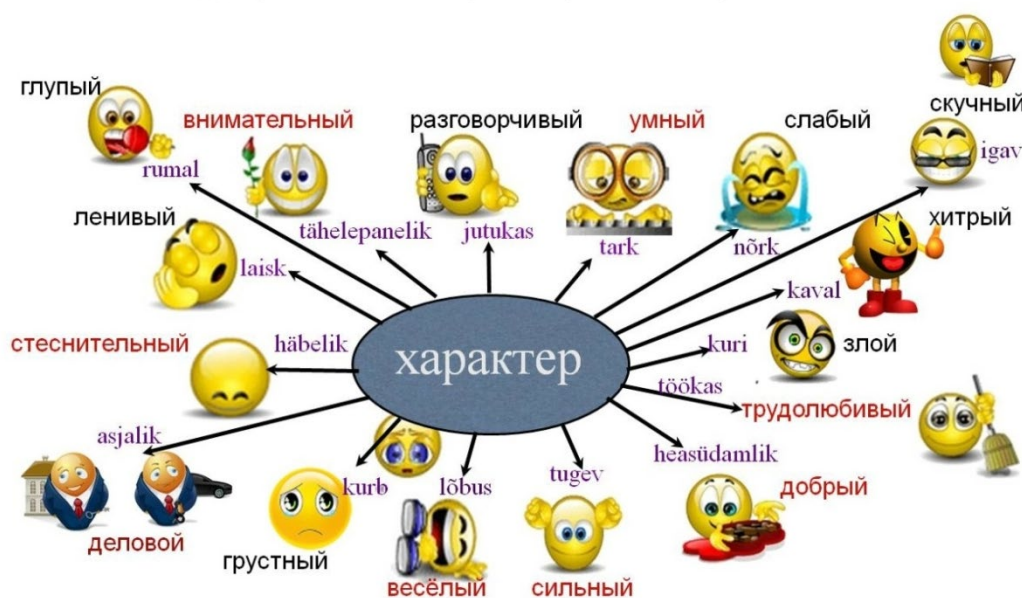 глупый
rumal
внимательный
tähelepanelik
разговорчивый
jutukas
умный
tark
слабый
nõrk
скучный
igav
ленивый
laisk
хитрый
kaval
стеснительный
häbelik
характер
kuri
злой
töökas
трудолюбивый
asjalik
деловой
kurb
грустный
lõbus
весёлый
tugev
сильный
heasüdamlik
добрый